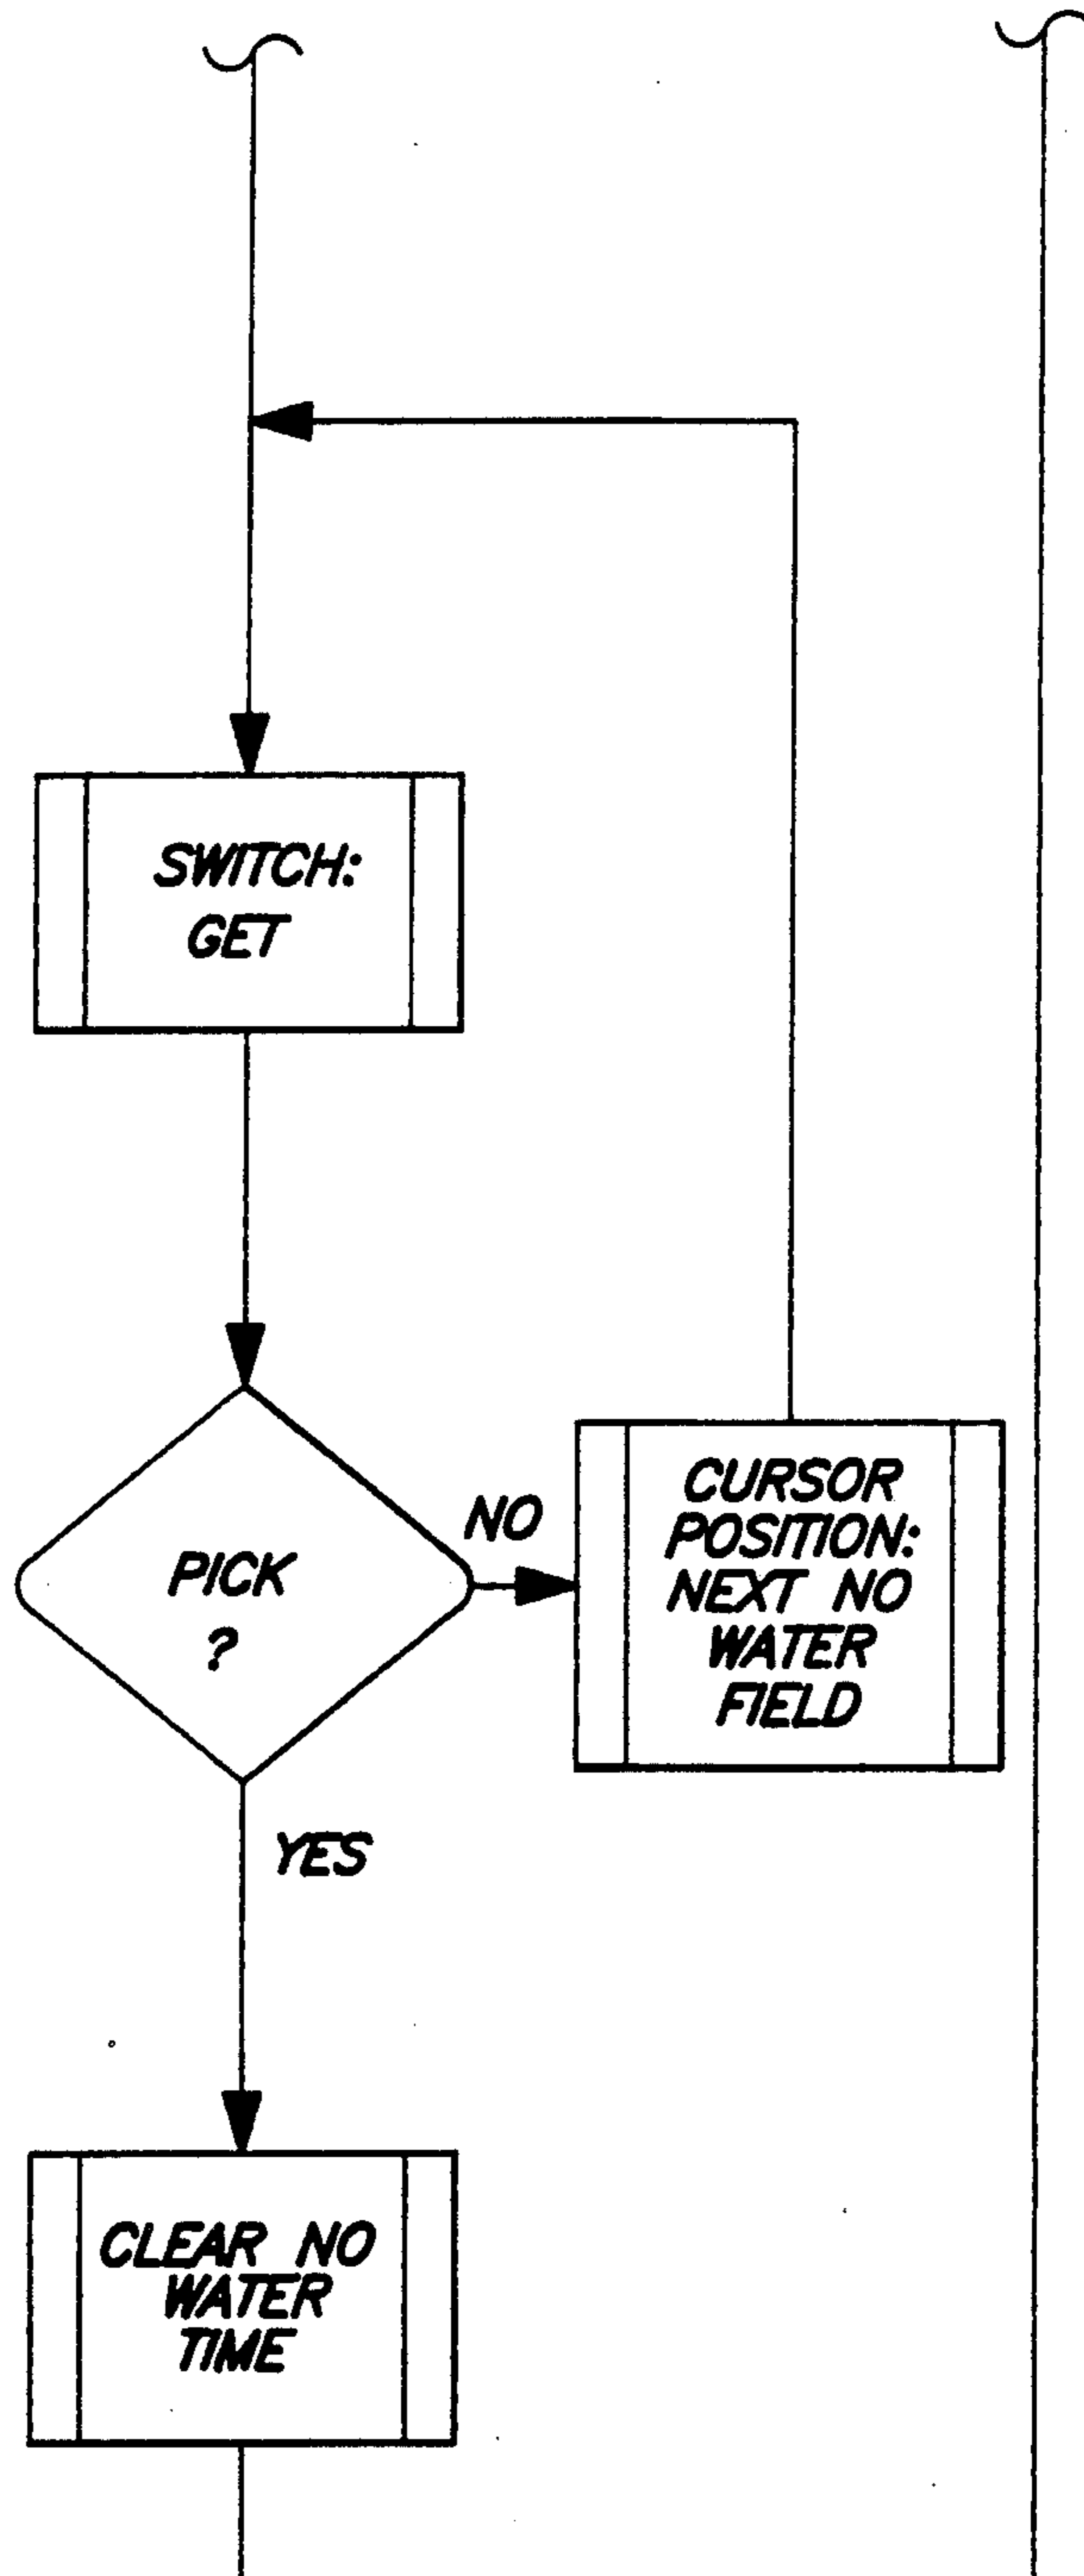 SWITCH:
GET
PICK
?
NO
CURSOR
POSITION:
NEXT NO
WATER
FIELD
YES
CLEAR NO
WATER
TIME